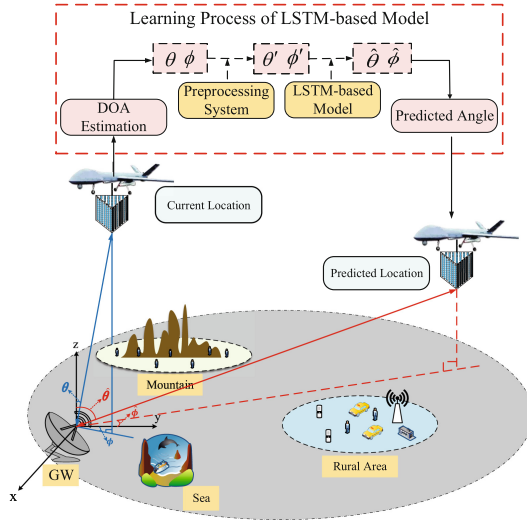 Learning Process of LSTM-based Model
θ ϕ
θ′ ϕ′
θ̂ ϕ̂
Preprocessing
System
LSTM-based
Model
DOA
Estimation
Predicted Angle
Current Location
Predicted Location
z
Mountain
θ
θ̂
ϕ̂
y
ϕ
GW
x
Sea
Rural Area